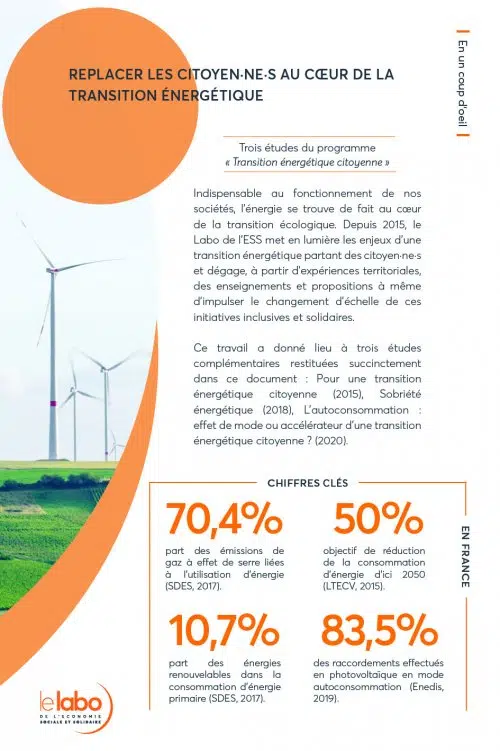 En un coup d'oeil
REPLACER LES CITOYEN·NE·S AU CŒUR DE LA
TRANSITION ÉNERGÉTIQUE
Trois études du programme
« Transition énergétique citoyenne »
Indispensable au fonctionnement de nos
sociétés, l'énergie se trouve de fait au cœur
de la transition écologique. Depuis 2015, le
Labo de l'ESS met en lumière les enjeux d'une
transition énergétique partant des citoyen·ne·s
et dégage, à partir d'expériences territoriales,
des enseignements et propositions à même
d'impulser le changement d'échelle de ces
initiatives inclusives et solidaires.
Ce travail a donné lieu à trois études
complémentaires restituées succinctement
dans ce document : Pour une transition
énergétique citoyenne (2015), Sobriété
énergétique (2018), L'autoconsommation :
effet de mode ou accélérateur d'une transition
énergétique citoyenne ? (2020).
CHIFFRES CLÉS
EN FRANCE
70,4%
part des émissions de
gaz à effet de serre liées
à l'utilisation d'énergie
(SDES, 2017).
50%
objectif de réduction
de la consommation
d'énergie d'ici 2050
(LTECV, 2015).
10,7%
part des énergies
renouvelables dans la
consommation d'énergie
primaire (SDES, 2017).
83,5%
des raccordements effectués
en photovoltaïque en mode
autoconsommation (Enedis,
2019).
le labo
DE L'ÉCONOMIE
SOCIALE ET SOLIDAIRE